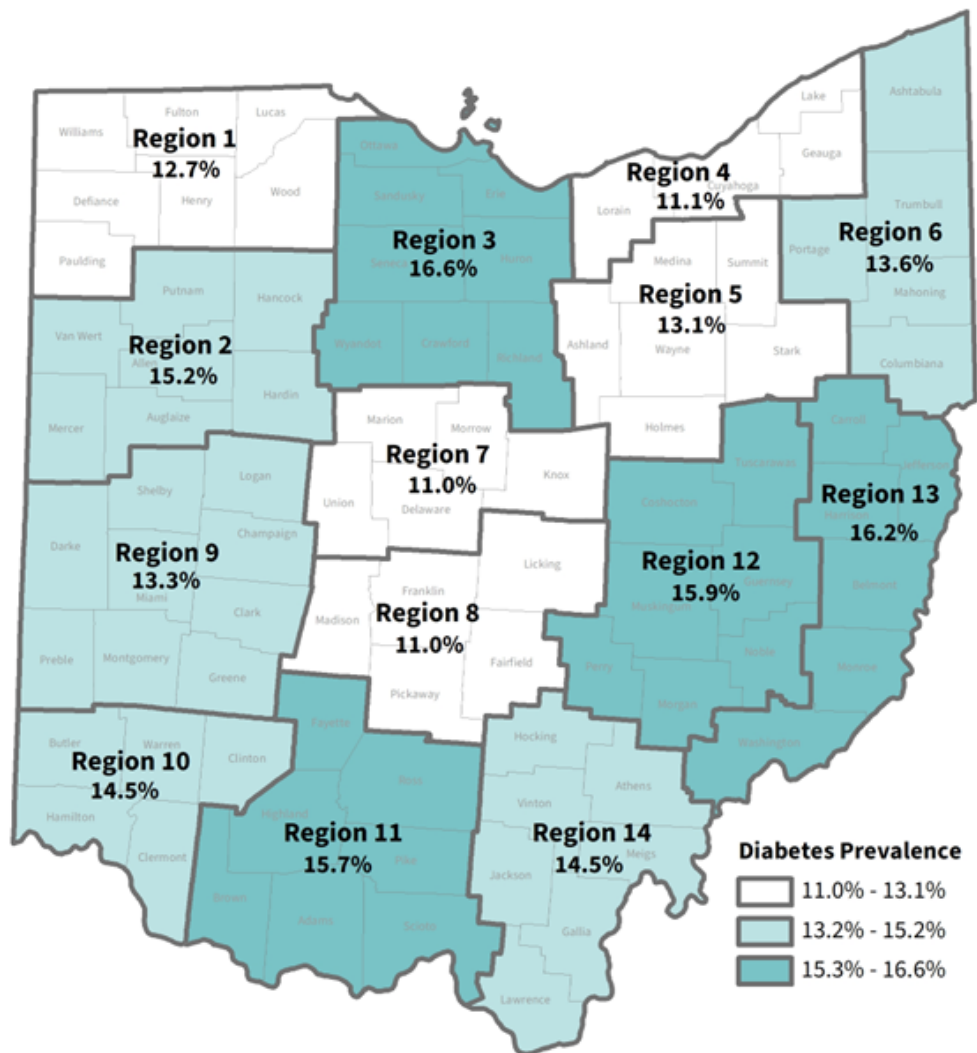 Ashtabula
Lake
Geauga
Fulton
Lucas
Williams
Region 1
12.7%
Wood
Defiance
Henry
Paulding
Ottawa
Sandusky
Erie
Region 3
16.6%
Seneca
Huron
Wyandot
Crawford
Richland
Region 4
11.1%
Cuyahoga
Lorain
Trumbull
Portage
Region 6
13.6%
Mahoning
Columbiana
Medina
Summit
Region 5
13.1%
Ashland
Wayne
Stark
Holmes
Putnam
Hancock
Van Wert
Region 2
15.2%
Allen
Hardin
Mercer
Auglaize
Marion
Morrow
Region 7
11.0%
Knox
Union
Delaware
Carroll
Jefferson
Region 13
16.2%
Harrison
Belmont
Monroe
Washington
Tuscarawas
Coshocton
Region 12
15.9%
Guernsey
Muskingum
Noble
Perry
Morgan
Shelby
Logan
Darke
Champaign
Region 9
13.3%
Miami
Clark
Preble
Montgomery
Greene
Licking
Franklin
Madison
Region 8
11.0%
Fairfield
Pickaway
Butler
Warren
Clinton
Region 10
14.5%
Hamilton
Clermont
Fayette
Ross
Highland
Region 11
15.7%
Pike
Brown
Adams
Scioto
Hocking
Athens
Vinton
Region 14
14.5%
Meigs
Jackson
Gallia
Lawrence
Diabetes Prevalence
11.0% - 13.1%
13.2% - 15.2%
15.3% - 16.6%